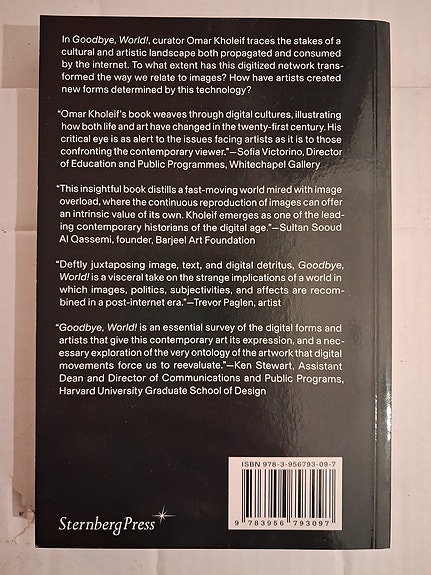 In Goodbye, World!, curator Omar Kholeif traces the stakes of a
cultural and artistic landscape both propagated and consumed
by the internet. To what extent has this digitized network trans-
formed the way we relate to images? How have artists created
new forms determined by this technology?
“Omar Kholeif’s book weaves through digital cultures, illustrating
how both life and art have changed in the twenty-first century. His
critical eye is as alert to the issues facing artists as it is to those
confronting the contemporary viewer.”—Sofia Victorino, Director
of Education and Public Programmes, Whitechapel Gallery
“This insightful book distills a fast-moving world mired with image
overload, where the continuous reproduction of images can offer
an intrinsic value of its own. Kholeif emerges as one of the lead-
ing contemporary historians of the digital age.”—Sultan Sooud
Al Qassemi, founder, Barjeel Art Foundation
“Deftly juxtaposing image, text, and digital detritus, Goodbye,
World! is a visceral take on the strange implications of a world in
which images, politics, subjectivities, and affects are recom-
bined in a post-internet era.”—Trevor Paglen, artist
“Goodbye, World! is an essential survey of the digital forms and
artists that give this contemporary art its expression, and a nec-
essary exploration of the very ontology of the artwork that digital
movements force us to reevaluate.”—Ken Stewart, Assistant
Dean and Director of Communications and Public Programs,
Harvard University Graduate School of Design
ISBN 978-3-956793-09-7
9 783956 793097
SternbergPress